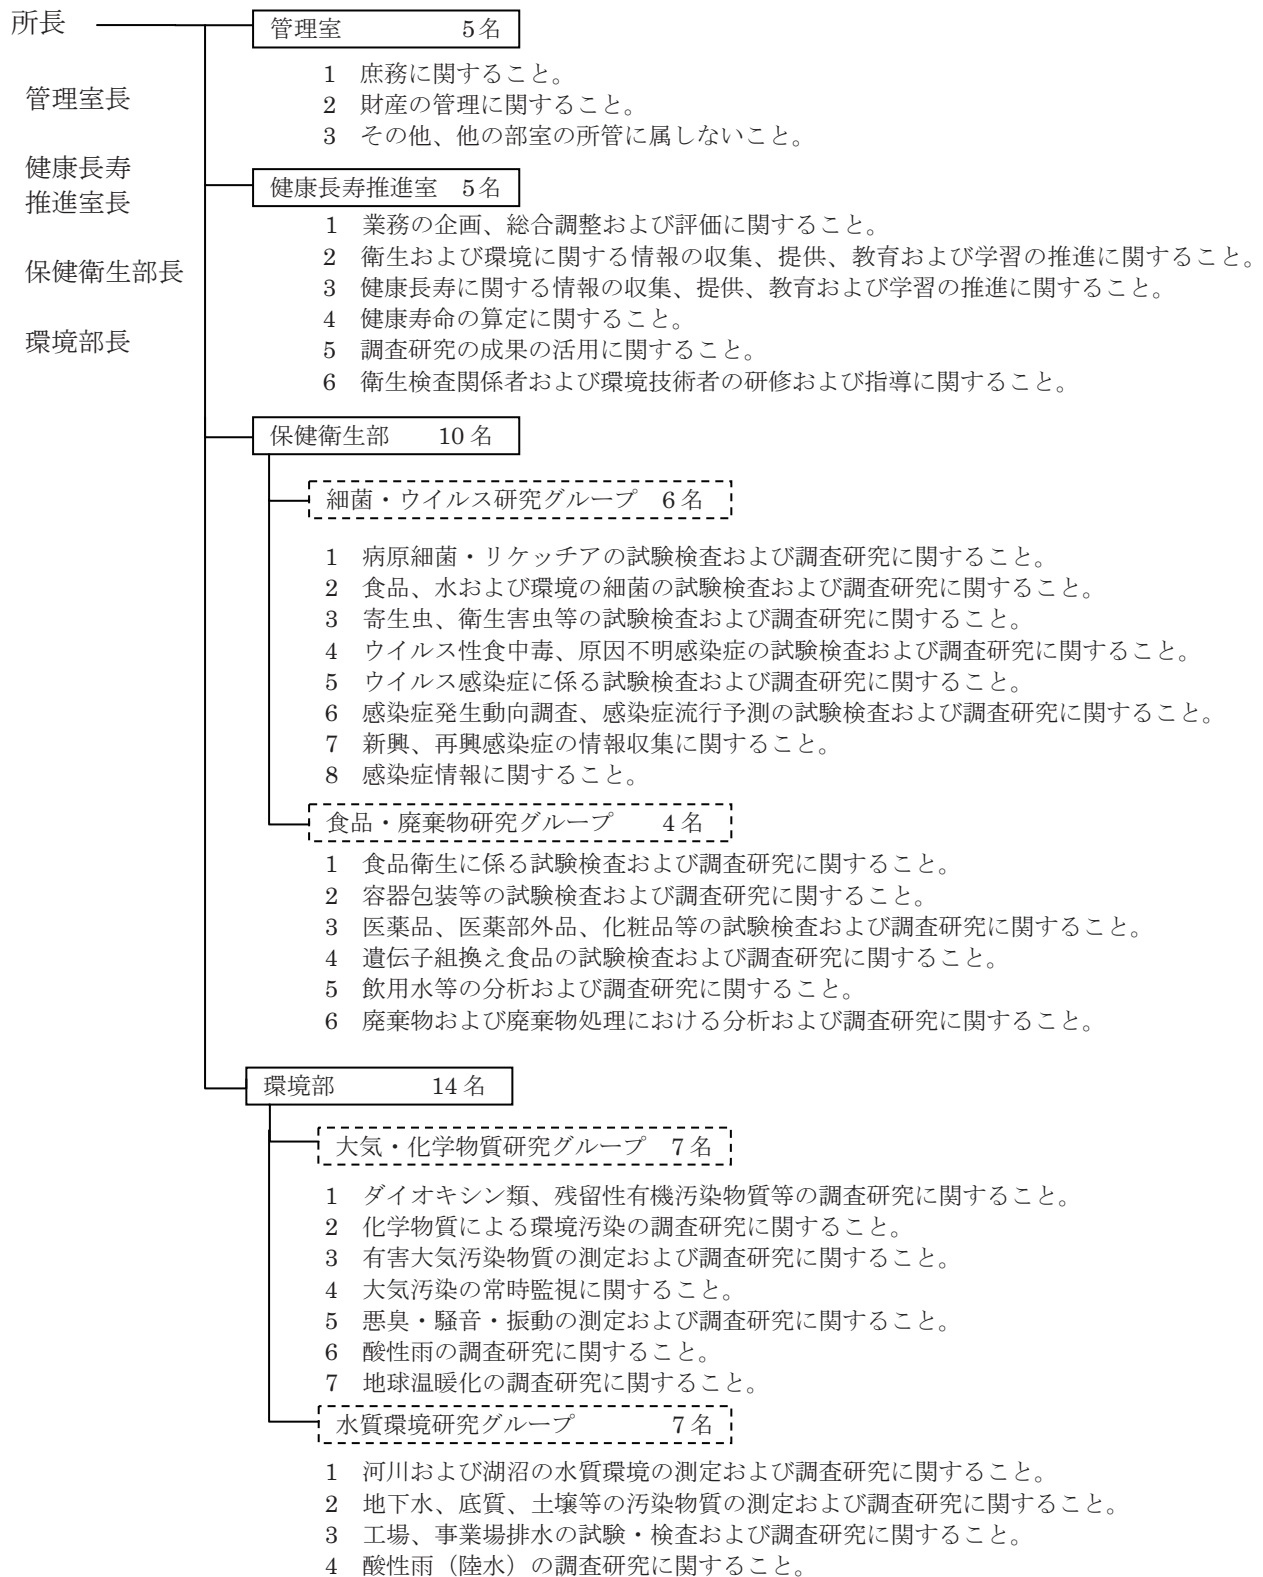 所長
管理室 5名
1 庶務に関すること。
管理室長
2 財産の管理に関すること。
3 その他、他の部室の所管に属しないこと。
健康長寿
推進室長
健康長寿推進室 5名
1 業務の企画、総合調整および評価に関すること。
2 衛生および環境に関する情報の収集、提供、教育および学習の推進に関すること。
保健衛生部長
3 健康長寿に関する情報の収集、提供、教育および学習の推進に関すること。
4 健康寿命の算定に関すること。
環境部長
5 調査研究の成果の活用に関すること。
6 衛生検査関係者および環境技術者の研修および指導に関すること。
保健衛生部 10名
細菌・ウイルス研究グループ 6名
1 病原細菌・リケッチアの試験検査および調査研究に関すること。
2 食品、水および環境の細菌の試験検査および調査研究に関すること。
3 寄生虫、衛生害虫等の試験検査および調査研究に関すること。
4 ウイルス性食中毒、原因不明感染症の試験検査および調査研究に関すること。
5 ウイルス感染症に係る試験検査および調査研究に関すること。
6 感染症発生動向調査、感染症流行予測の試験検査および調査研究に関すること。
7 新興、再興感染症の情報収集に関すること。
8 感染症情報に関すること。
食品・廃棄物研究グループ 4名
1 食品衛生に係る試験検査および調査研究に関すること。
2 容器包装等の試験検査および調査研究に関すること。
3 医薬品、医薬部外品、化粧品等の試験検査および調査研究に関すること。
4 遺伝子組換え食品の試験検査および調査研究に関すること。
5 飲用水等の分析および調査研究に関すること。
6 廃棄物および廃棄物処理における分析および調査研究に関すること。
環境部 14名
大気・化学物質研究グループ 7名
1 ダイオキシン類、残留性有機汚染物質等の調査研究に関すること。
2 化学物質による環境汚染の調査研究に関すること。
3 有害大気汚染物質の測定および調査研究に関すること。
4 大気汚染の常時監視に関すること。
5 悪臭・騒音・振動の測定および調査研究に関すること。
6 酸性雨の調査研究に関すること。
7 地球温暖化の調査研究に関すること。
水質環境研究グループ 7名
1 河川および湖沼の水質環境の測定および調査研究に関すること。
2 地下水、底質、土壌等の汚染物質の測定および調査研究に関すること。
3 工場、事業場排水の試験・検査および調査研究に関すること。
4 酸性雨（陸水）の調査研究に関すること。